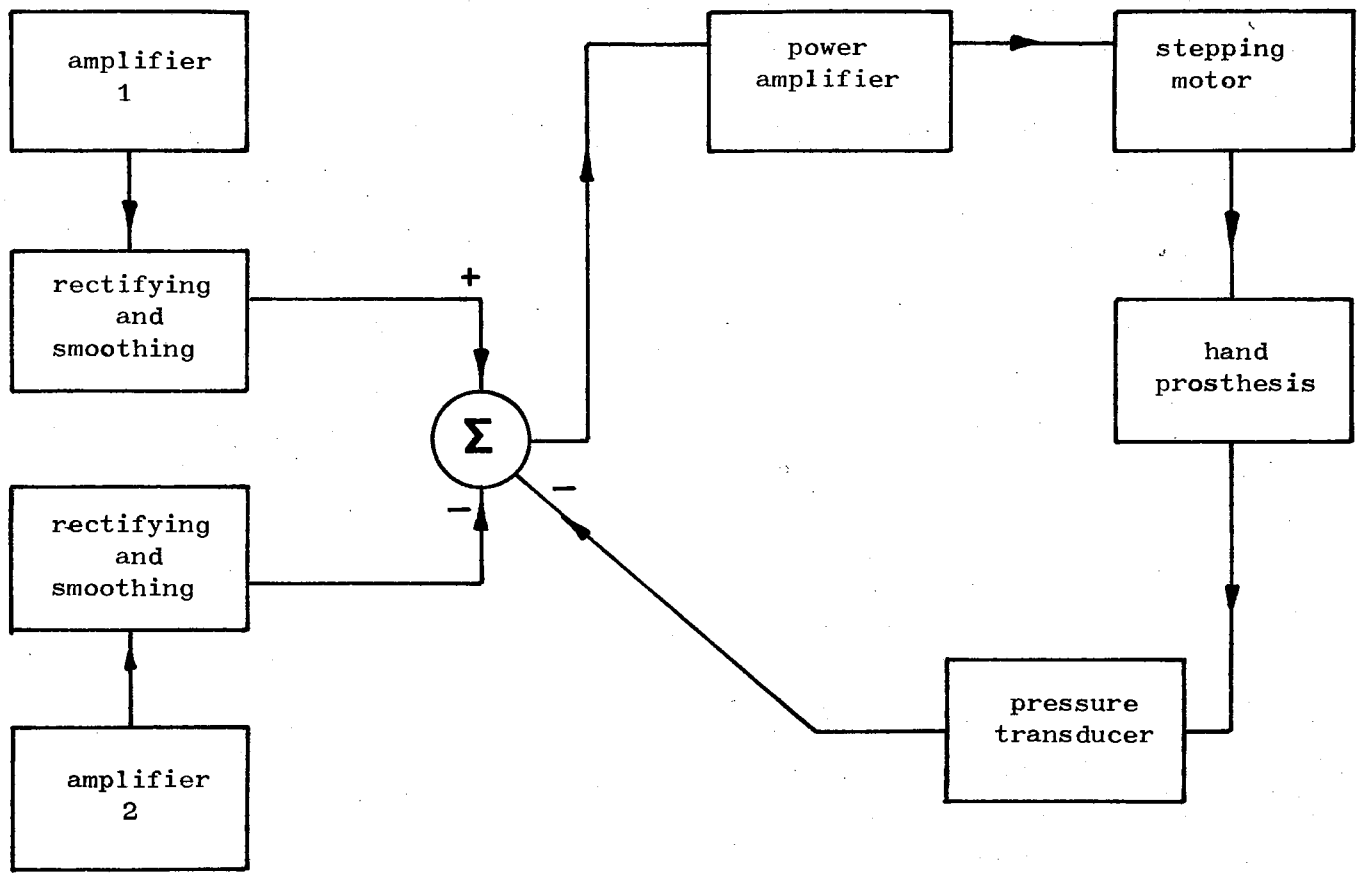 amplifier
1
rectifying
and
smoothing
+
Σ
−
−
rectifying
and
smoothing
amplifier
2
power
amplifier
stepping
motor
hand
prosthesis
pressure
transducer